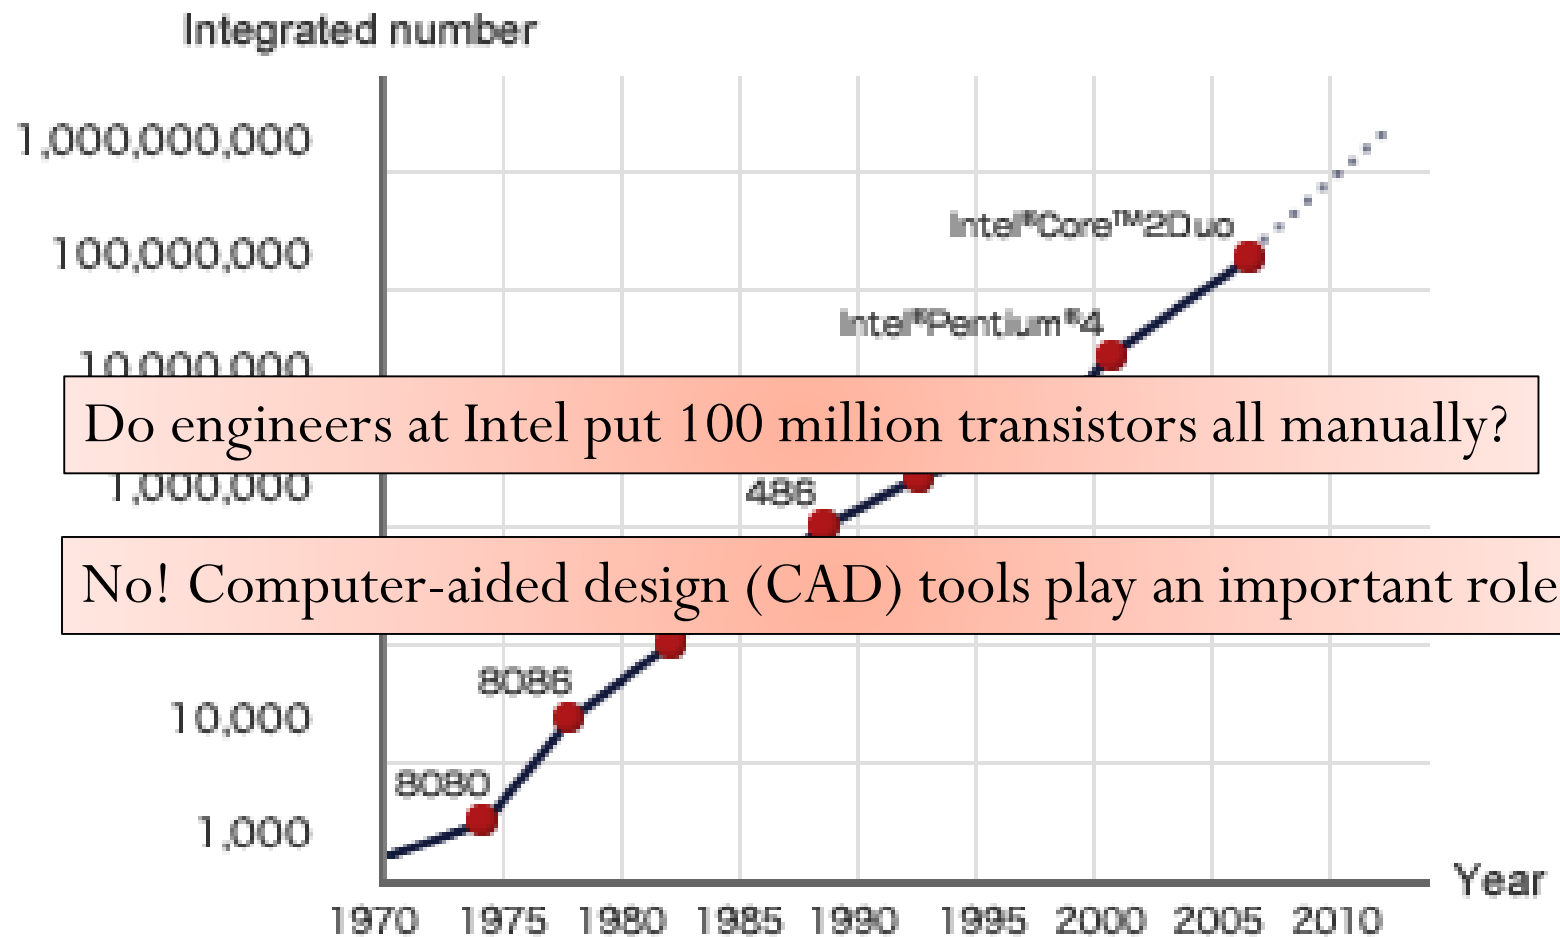 Integrated number
1,000,000,000
100,000,000
Intel®Core™2Duo
Intel®Pentium®4
10,000,000
Do engineers at Intel put 100 million transistors all manually?
1,000,000
486
No! Computer-aided design (CAD) tools play an important role
8086
10,000
8080
1,000
Year
1970 1975 1980 1985 1990 1995 2000 2005 2010